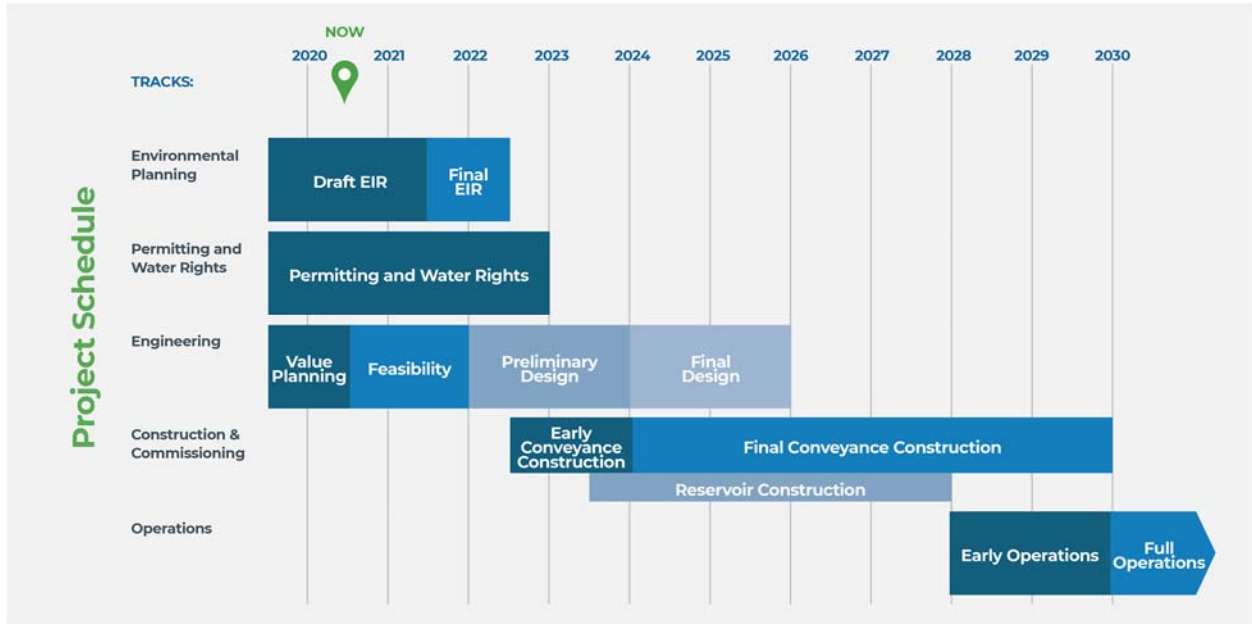 NOW
2020 2021 2022 2023 2024 2025 2026 2027 2028 2029 2030
TRACKS:
Project Schedule
Environmental
Planning
Draft EIR
Final
EIR
Permitting and
Water Rights
Permitting and Water Rights
Engineering
Value
Planning
Feasibility
Preliminary
Design
Final
Design
Construction &
Commissioning
Early
Conveyance
Construction
Final Conveyance Construction
Reservoir Construction
Operations
Early Operations
Full
Operations